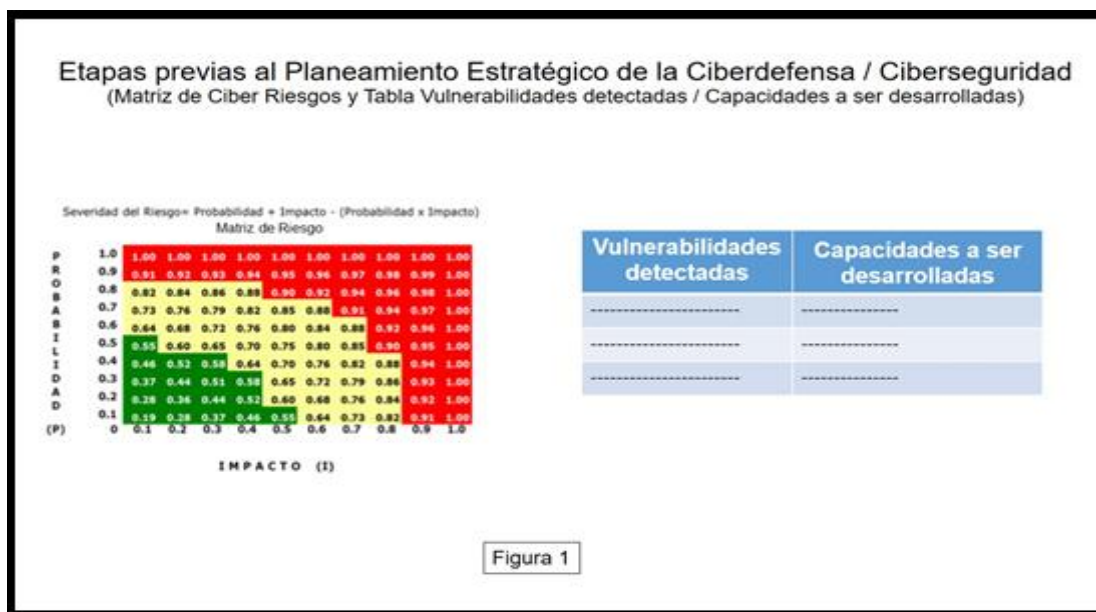 Etapas previas al Planeamiento Estratégico de la Ciberdefensa / Ciberseguridad
(Matriz de Ciber Riesgos y Tabla Vulnerabilidades detectadas / Capacidades a ser desarrolladas)
Severidad del Riesgo= Probabilidad + Impacto - (Probabilidad x Impacto)
Matriz de Riesgo
PROBABILIDAD
(P)
1.0 1.00 1.00 1.00 1.00 1.00 1.00 1.00 1.00 1.00 1.00
0.9 0.91 0.92 0.93 0.94 0.95 0.96 0.97 0.98 0.99 1.00
0.8 0.82 0.84 0.86 0.88 0.90 0.92 0.94 0.96 0.98 1.00
0.7 0.73 0.76 0.79 0.82 0.85 0.88 0.91 0.94 0.97 1.00
0.6 0.64 0.68 0.72 0.76 0.80 0.84 0.88 0.92 0.96 1.00
0.5 0.55 0.60 0.65 0.70 0.75 0.80 0.85 0.90 0.95 1.00
0.4 0.46 0.52 0.58 0.64 0.70 0.76 0.82 0.88 0.94 1.00
0.3 0.37 0.44 0.51 0.58 0.65 0.72 0.79 0.86 0.93 1.00
0.2 0.28 0.36 0.44 0.52 0.60 0.68 0.76 0.84 0.92 1.00
0.1 0.19 0.28 0.37 0.46 0.55 0.64 0.73 0.82 0.91 1.00
0 0.1 0.2 0.3 0.4 0.5 0.6 0.7 0.8 0.9 1.0
IMPACTO (I)
Vulnerabilidades
detectadas
Capacidades a ser
desarrolladas
----------------------- ---------------
----------------------- ---------------
----------------------- ---------------
Figura 1